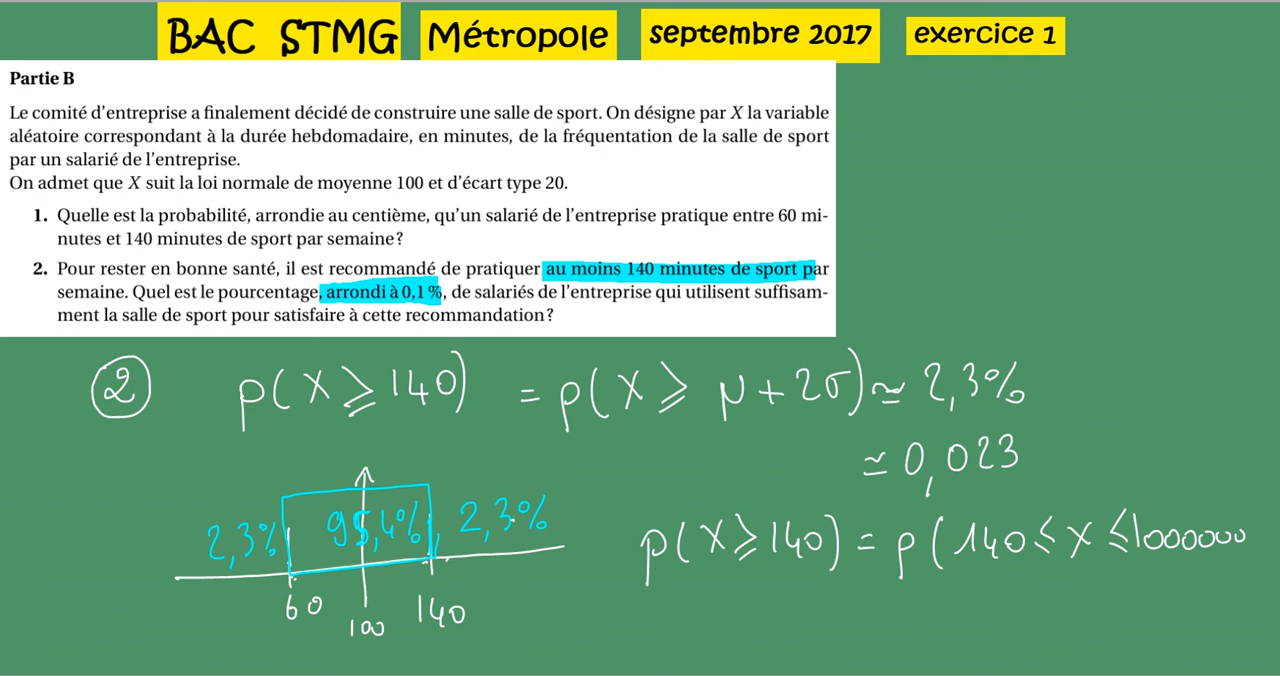 BAC STMG Métropole septembre 2017 exercice 1
Partie B
Le comité d'entreprise a finalement décidé de construire une salle de sport. On désigne par X la variable
aléatoire correspondant à la durée hebdomadaire, en minutes, de la fréquentation de la salle de sport
par un salarié de l'entreprise.
On admet que X suit la loi normale de moyenne 100 et d'écart type 20.
1. Quelle est la probabilité, arrondie au centième, qu'un salarié de l'entreprise pratique entre 60 mi-
nutes et 140 minutes de sport par semaine ?
2. Pour rester en bonne santé, il est recommandé de pratiquer au moins 140 minutes de sport par
semaine. Quel est le pourcentage, arrondi à 0,1 %, de salariés de l'entreprise qui utilisent suffisam-
ment la salle de sport pour satisfaire à cette recommandation ?
2 p(X ⩾ 140) = p(X ⩾ μ + 2σ) ≃ 2,3%
≃ 0,023
2,3% 95,4% 2,3%
p(X ⩾ 140) = p(140 ≤ X ≤ 1000000
60 100 140